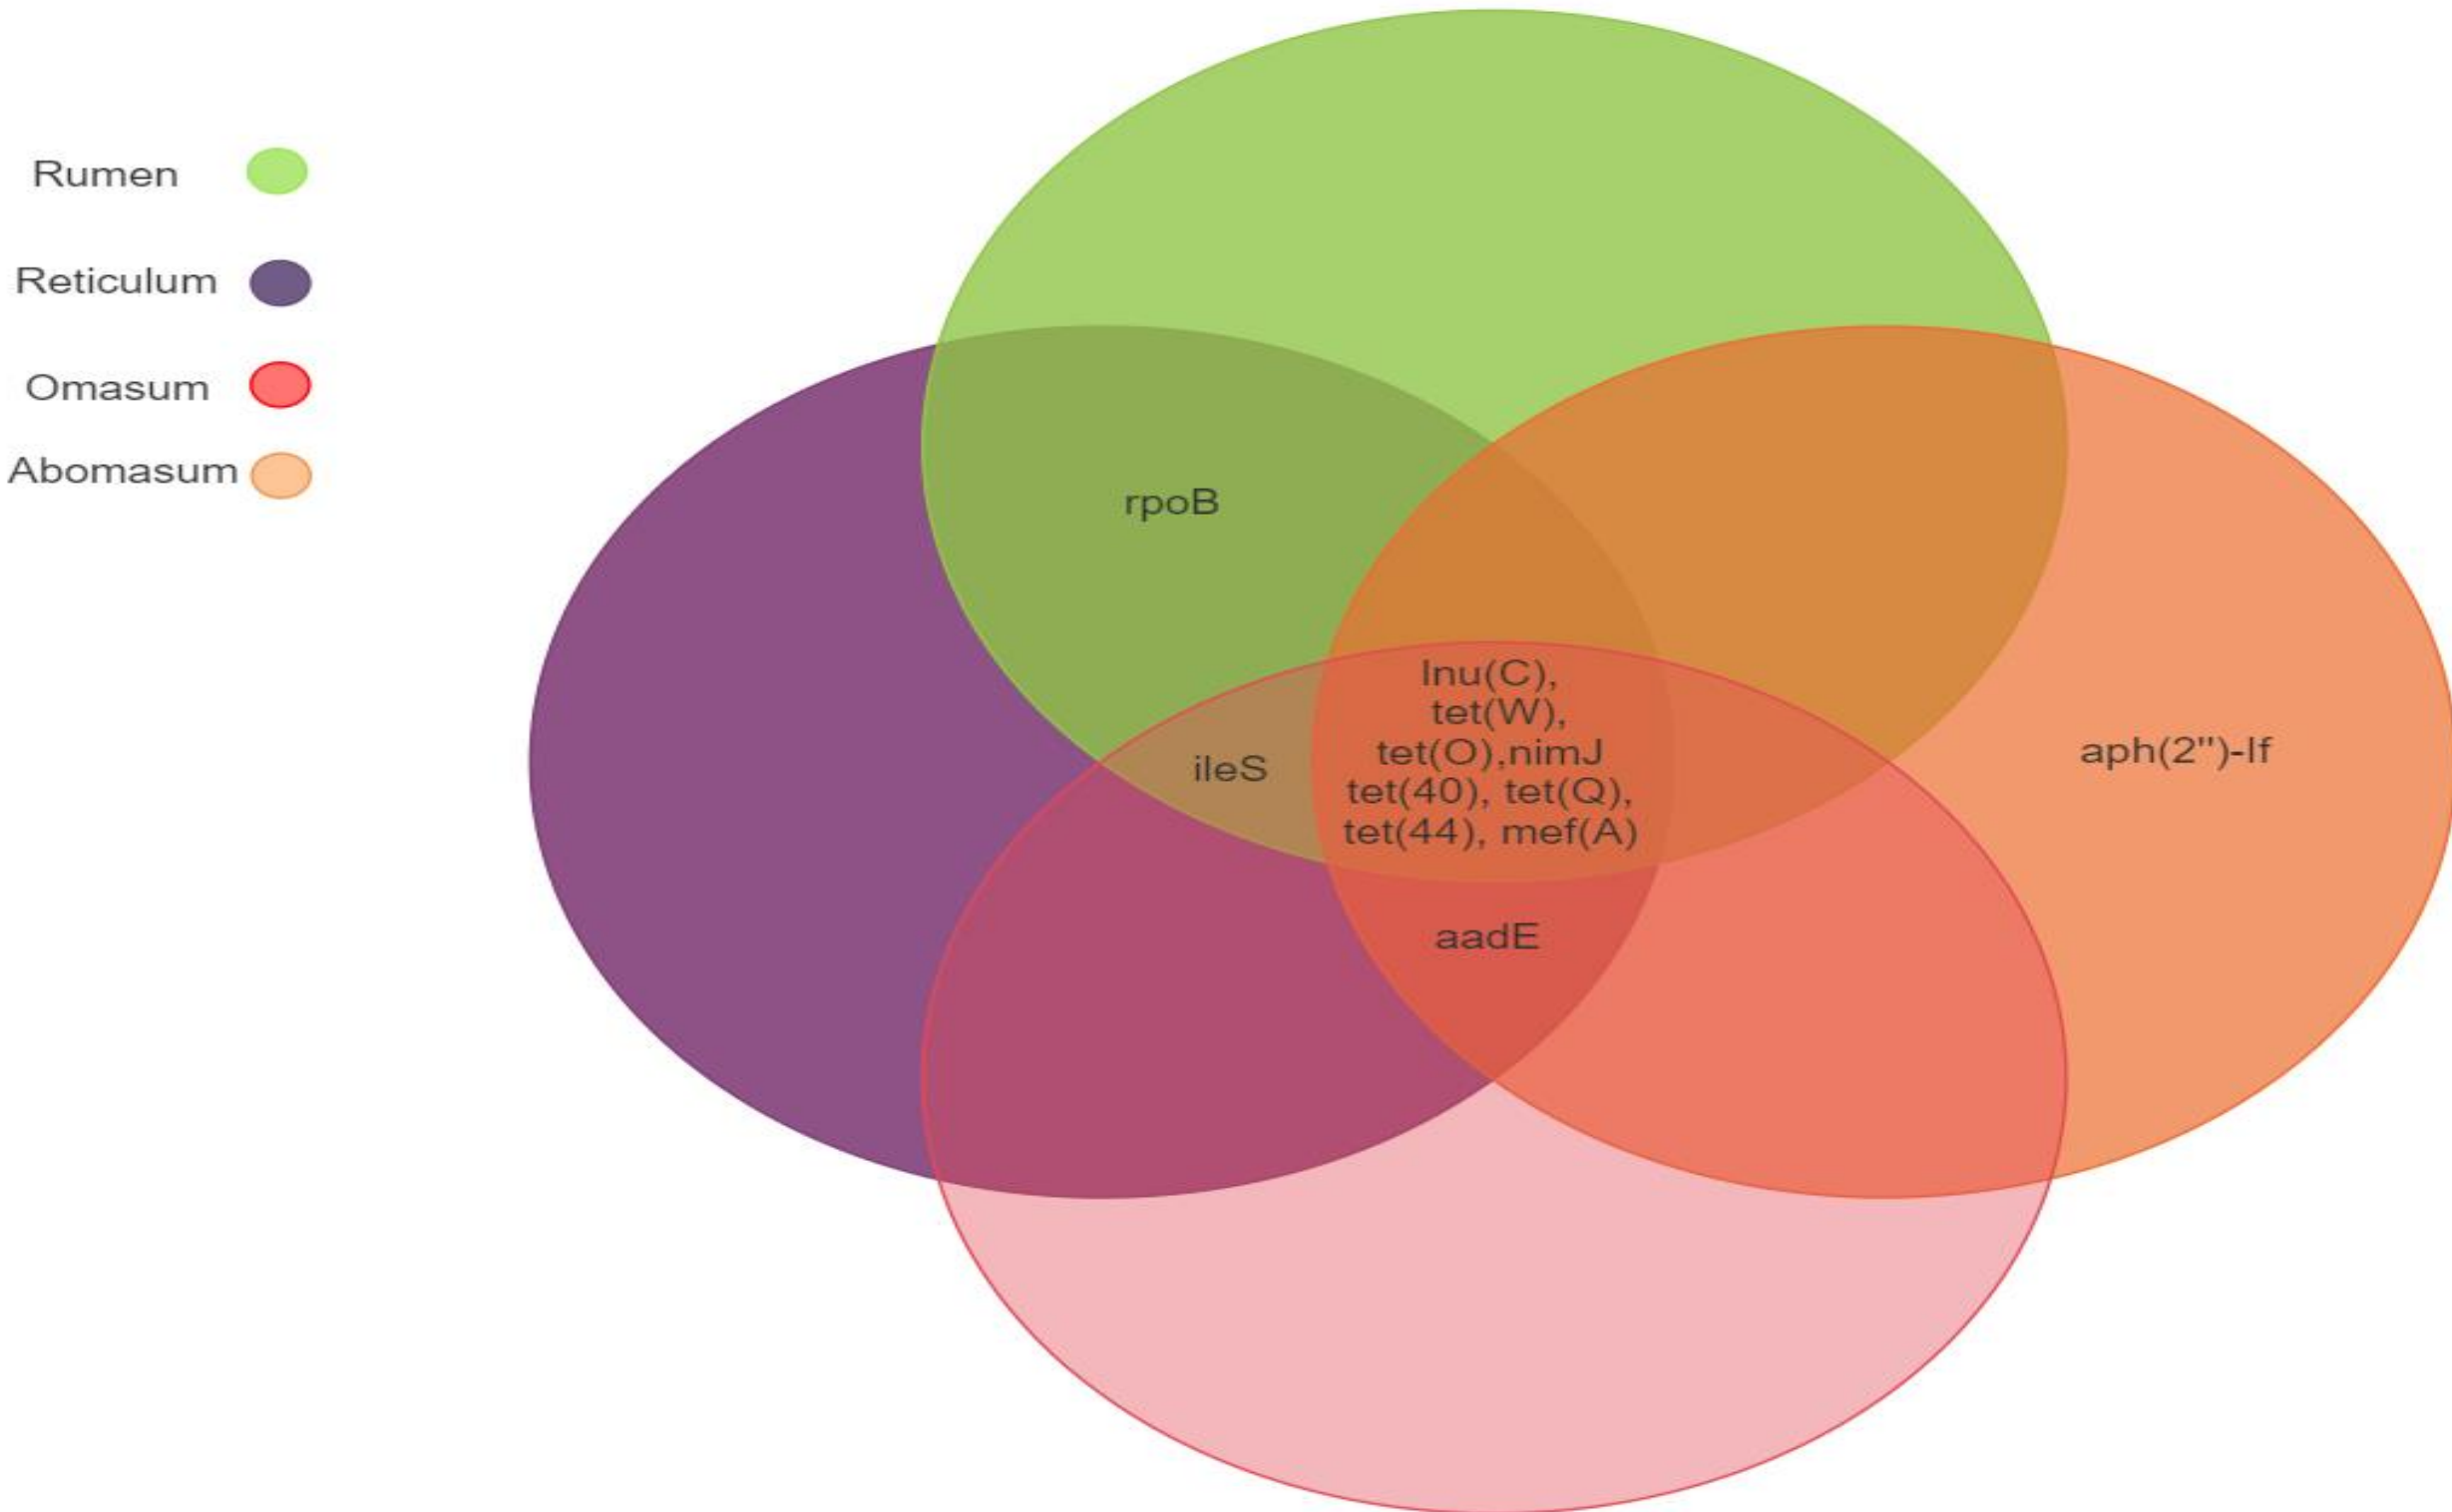 Rumen
Reticulum
Omasum
Abomasum
rpoB
lnu(C),
tet(W),
tet(O),nimJ
tet(40), tet(Q),
tet(44), mef(A)
ileS
aph(2")-If
aadE